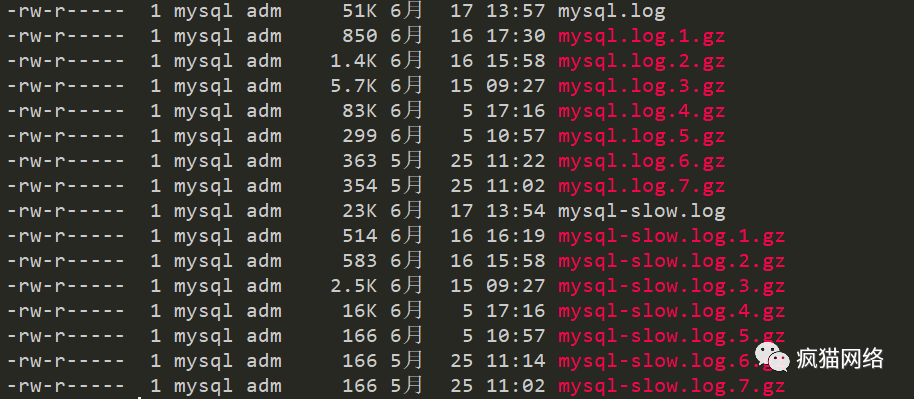 -rw-r----- 1 mysql adm 51K 6月 17 13:57 mysql.log
-rw-r----- 1 mysql adm 850 6月 16 17:30 mysql.log.1.gz
-rw-r----- 1 mysql adm 1.4K 6月 16 15:58 mysql.log.2.gz
-rw-r----- 1 mysql adm 5.7K 6月 15 09:27 mysql.log.3.gz
-rw-r----- 1 mysql adm 83K 6月 5 17:16 mysql.log.4.gz
-rw-r----- 1 mysql adm 299 6月 5 10:57 mysql.log.5.gz
-rw-r----- 1 mysql adm 363 5月 25 11:22 mysql.log.6.gz
-rw-r----- 1 mysql adm 354 5月 25 11:02 mysql.log.7.gz
-rw-r----- 1 mysql adm 23K 6月 17 13:54 mysql-slow.log
-rw-r----- 1 mysql adm 514 6月 16 16:19 mysql-slow.log.1.gz
-rw-r----- 1 mysql adm 583 6月 16 15:58 mysql-slow.log.2.gz
-rw-r----- 1 mysql adm 2.5K 6月 15 09:27 mysql-slow.log.3.gz
-rw-r----- 1 mysql adm 16K 6月 5 17:16 mysql-slow.log.4.gz
-rw-r----- 1 mysql adm 166 6月 5 10:57 mysql-slow.log.5.gz
-rw-r----- 1 mysql adm 166 5月 25 11:14 mysql-slow.log.6.gz
疯猫网络
-rw-r----- 1 mysql adm 166 5月 25 11:02 mysql-slow.log.7.gz